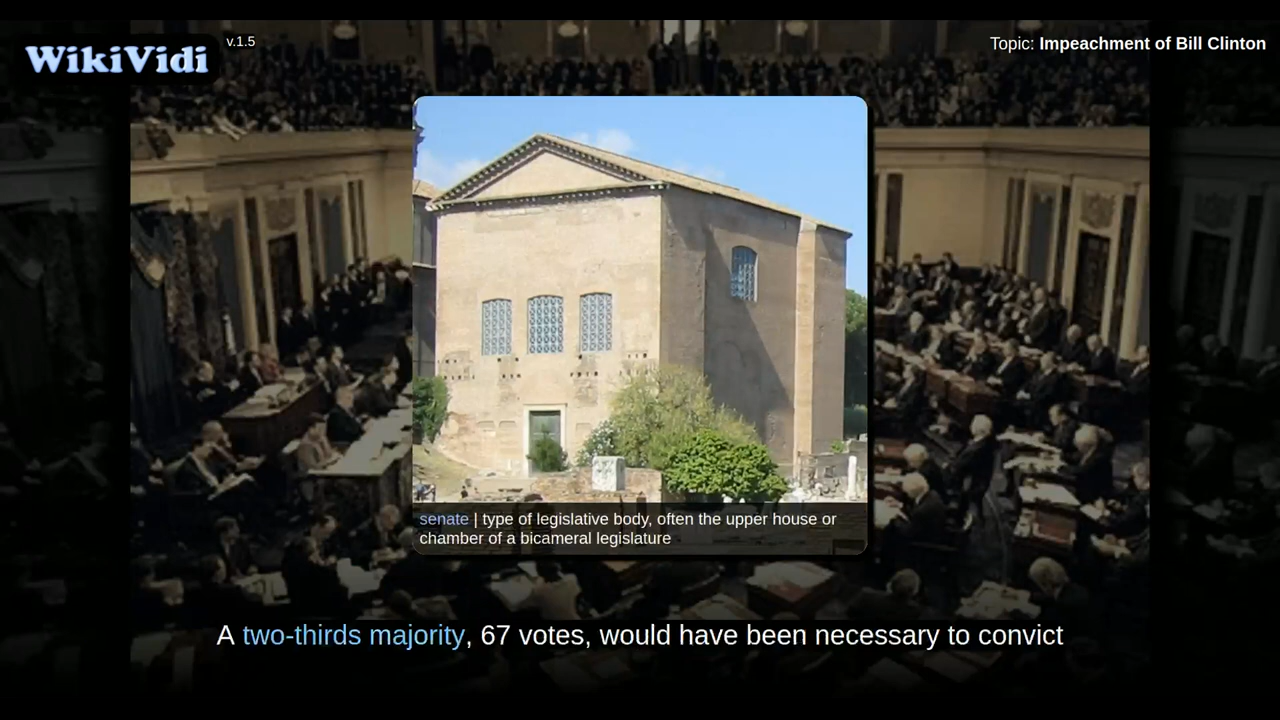 WikiVidi
v.1.5
Topic: Impeachment of Bill Clinton
senate | type of legislative body, often the upper house or
chamber of a bicameral legislature
A two-thirds majority, 67 votes, would have been necessary to convict